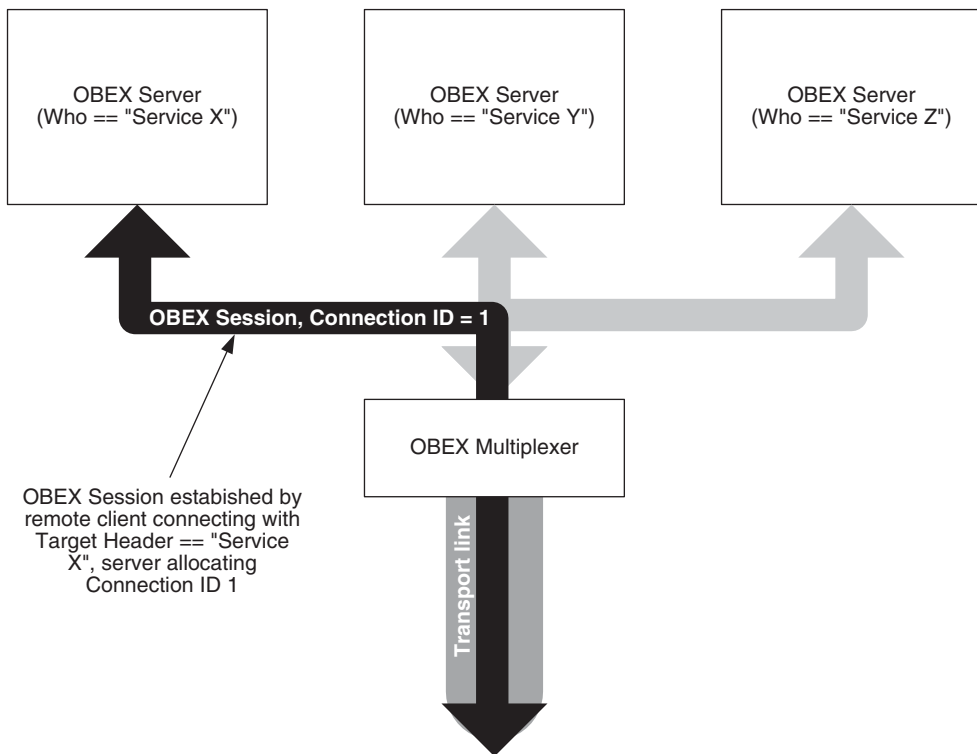 OBEX Server
(Who == "Service X")
OBEX Server
(Who == "Service Y")
OBEX Server
(Who == "Service Z")
OBEX Session, Connection ID = 1
OBEX Multiplexer
OBEX Session estabished by
remote client connecting with
Target Header == "Service
X", server allocating
Connection ID 1
Transport link